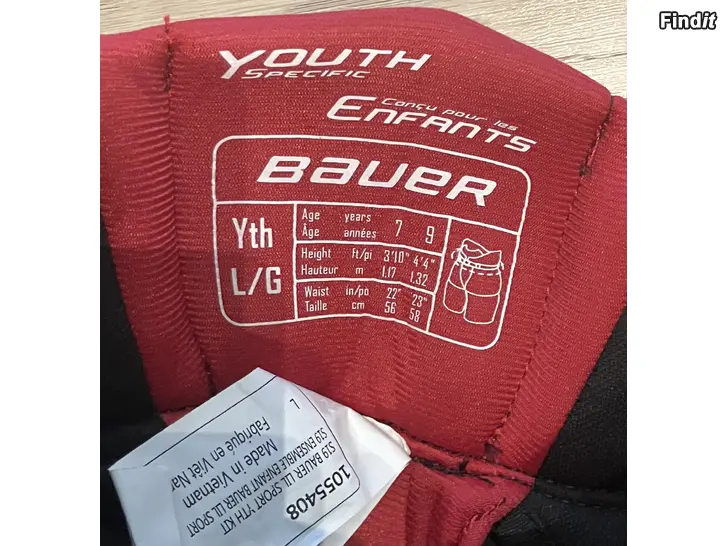 Findit
BAUER
YOUTH
SPECIFIC
Conçu pour les
ENFANTS
BAUER
Yth
L/G
Age years 7 9
Âge années
Height ft/pi 3'10" 4'4"
Hauteur m 1.17 1.32
Waist in/po 22" 23"
Taille cm 56 58
L
1055408
S19 BAUER LIL SPORT YTH KIT
S19 ENSEMBLE ENFANT BAUER LIL SPORT
Made in Vietnam
Fabriqué en Viêt Nam